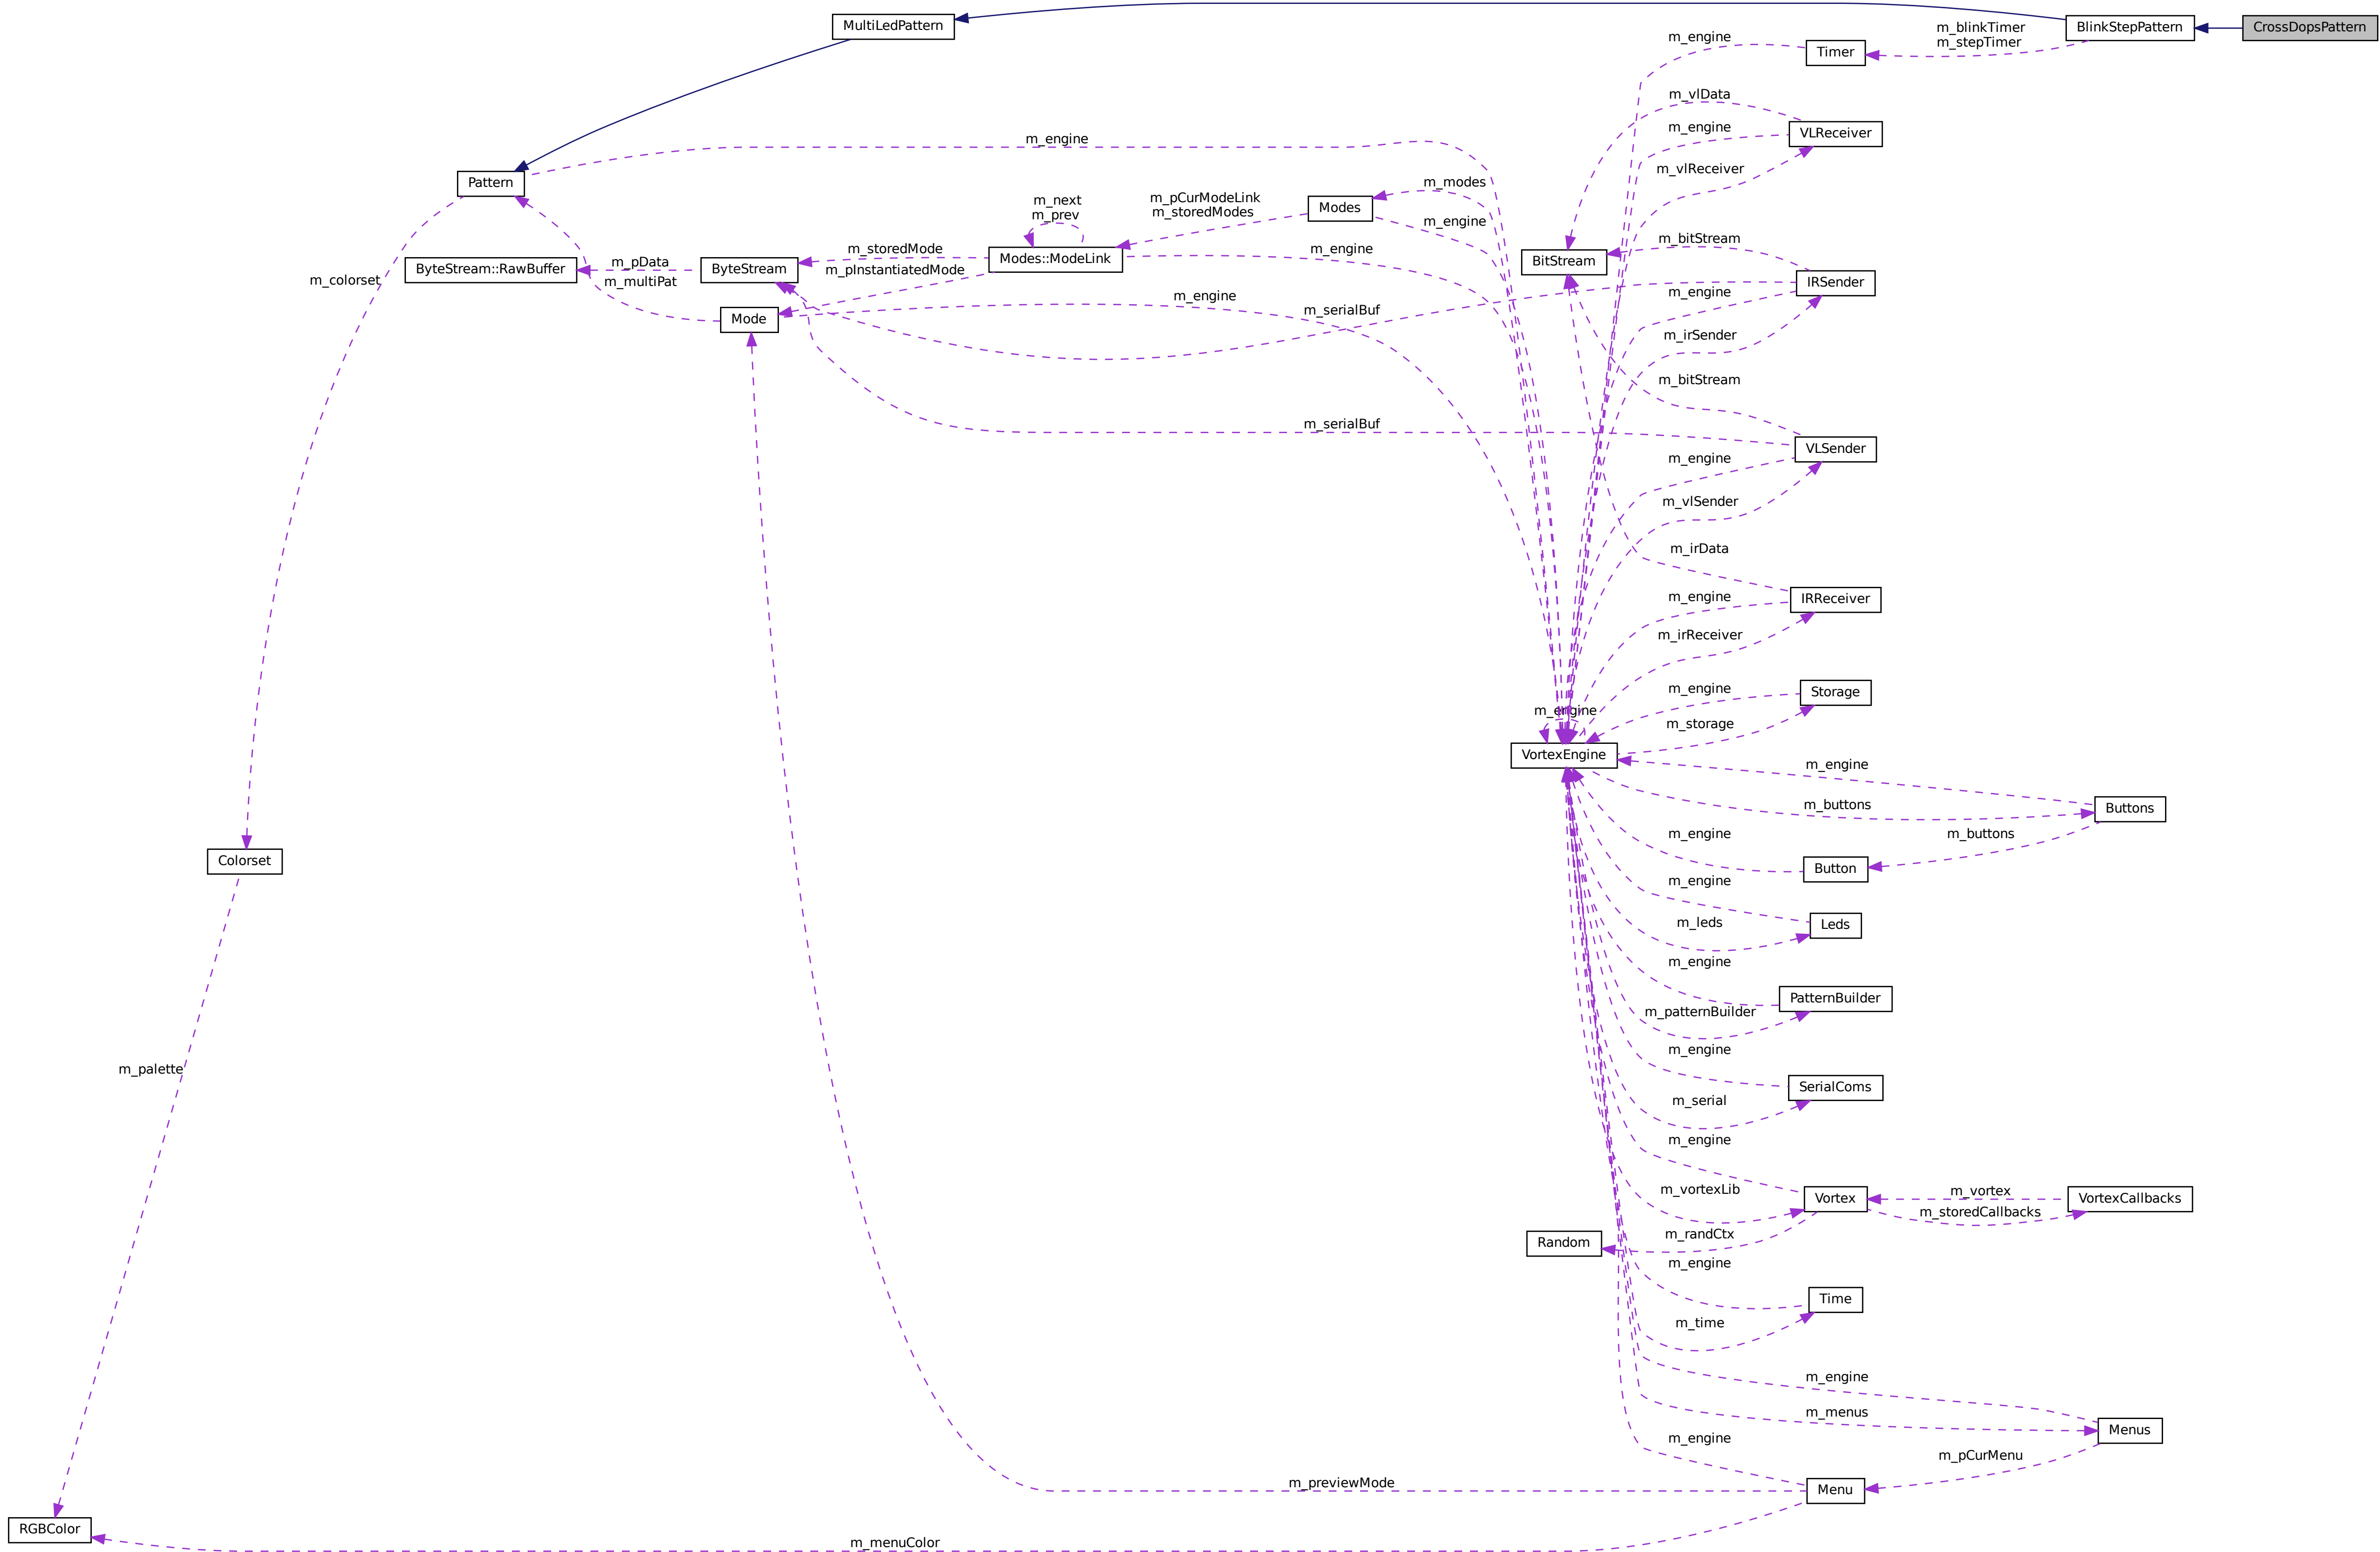 MultiLedPattern
BlinkStepPattern
CrossDopsPattern
m_blinkTimer
m_stepTimer
m_engine
Timer
m_vlData
m_engine
VLReceiver
m_engine
m_vlReceiver
Pattern
m_modes
m_pCurModeLink
m_storedModes
Modes
m_engine
m_next
m_prev
m_bitStream
m_storedMode
m_engine
Modes::ModeLink
BitStream
m_pData
ByteStream::RawBuffer
ByteStream
m_pInstantiatedMode
m_colorset
m_multiPat
IRSender
m_engine
m_engine
m_serialBuf
Mode
m_irSender
m_bitStream
m_serialBuf
VLSender
m_engine
m_vlSender
m_irData
m_engine
IRReceiver
m_irReceiver
m_engine
Storage
m_engine
m_storage
VortexEngine
m_engine
m_buttons
Buttons
m_engine
m_buttons
Colorset
Button
m_engine
m_leds
Leds
m_engine
PatternBuilder
m_patternBuilder
m_engine
m_palette
SerialComs
m_serial
m_engine
m_vortexLib
Vortex
m_vortex
m_storedCallbacks
VortexCallbacks
m_randCtx
Random
m_engine
Time
m_time
m_engine
m_menus
Menus
m_engine
m_pCurMenu
m_previewMode
Menu
RGBColor
m_menuColor